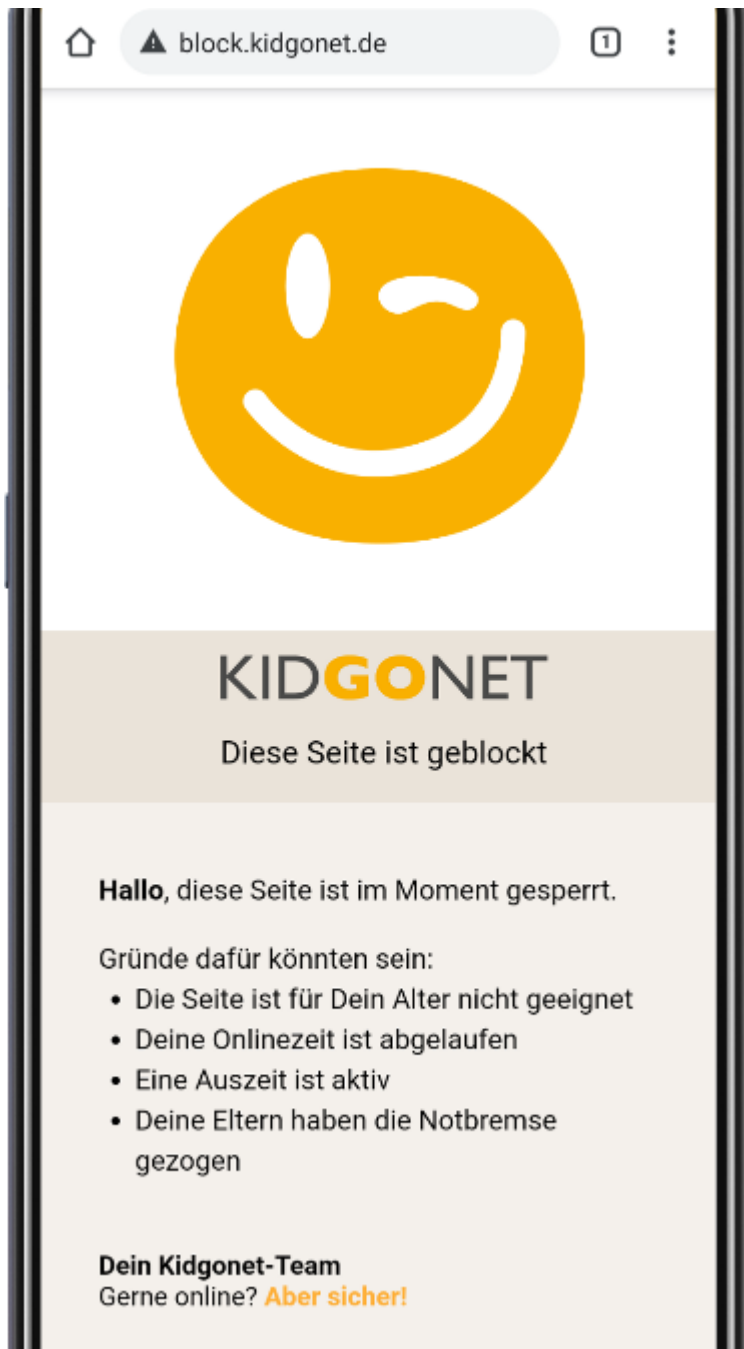 block.kidgonet.de
1
KIDGONET
Diese Seite ist geblockt
Hallo, diese Seite ist im Moment gesperrt.
Gründe dafür könnten sein:
• Die Seite ist für Dein Alter nicht geeignet
• Deine Onlinezeit ist abgelaufen
• Eine Auszeit ist aktiv
• Deine Eltern haben die Notbremse
gezogen
Dein Kidgonet-Team
Gerne online? Aber sicher!